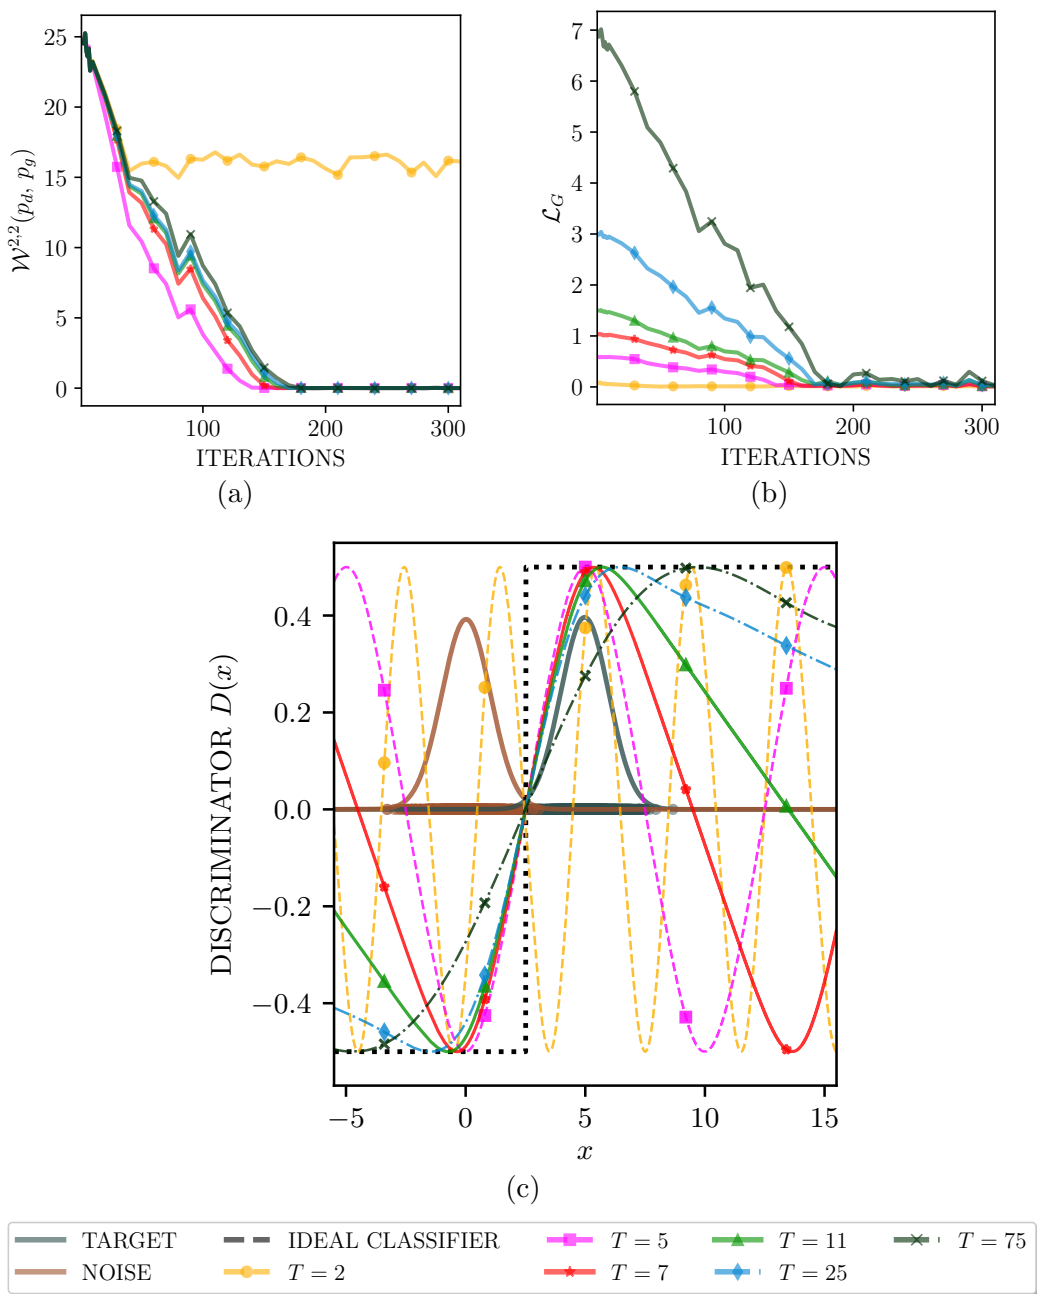 25
20
15
10
5
0
𝒲^{2,2}(p_d, p_g)
100 200 300
ITERATIONS
(a)
7
6
5
4
3
2
1
0
ℒ_G
100 200 300
ITERATIONS
(b)
0.4
0.2
0.0
−0.2
−0.4
DISCRIMINATOR D(x)
−5 0 5 10 15
x
(c)
TARGET IDEAL CLASSIFIER T = 5 T = 11 T = 75
NOISE T = 2 T = 7 T = 25